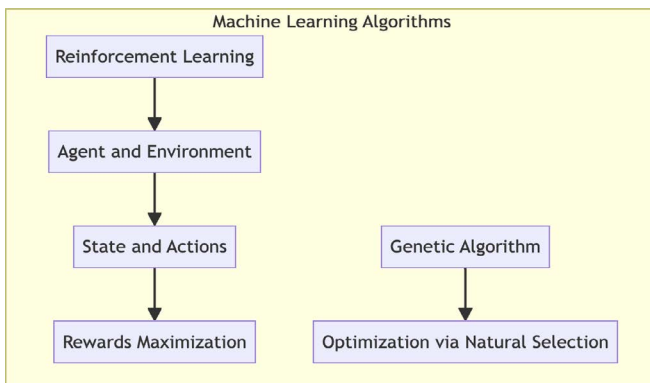 Machine Learning Algorithms
Reinforcement Learning
Agent and Environment
State and Actions
Genetic Algorithm
Rewards Maximization
Optimization via Natural Selection